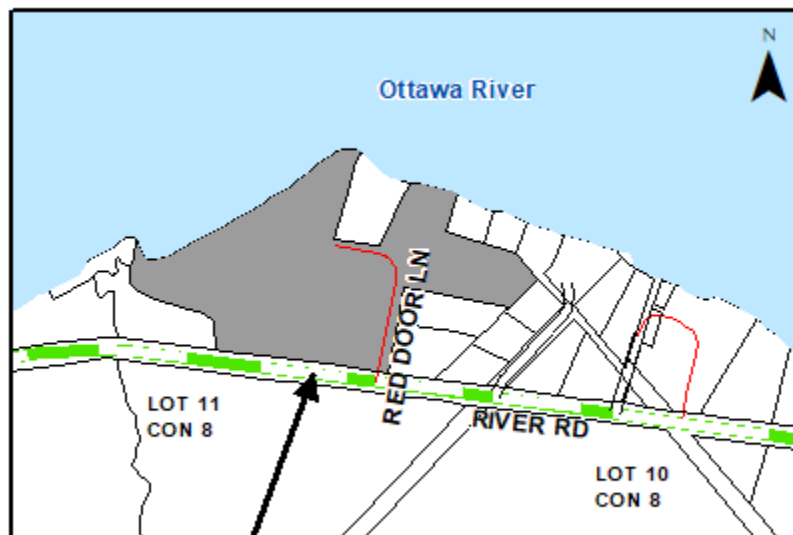 N
Ottawa River
RED DOOR LN
LOT 11
CON 8
RIVER RD
LOT 10
CON 8